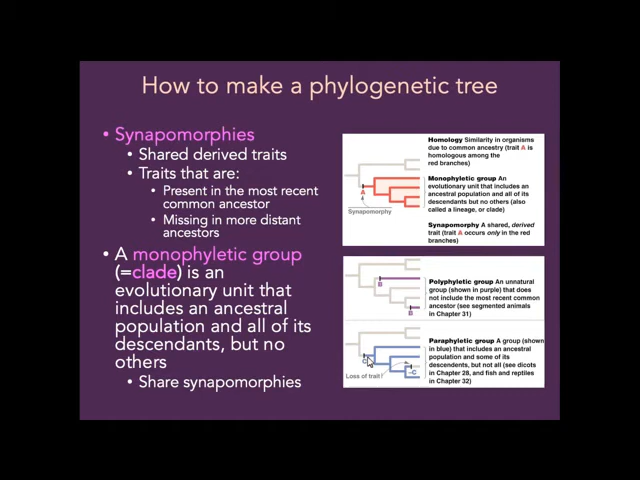 How to make a phylogenetic tree
• Synapomorphies
• Shared derived traits
• Traits that are:
• Present in the most recent
common ancestor
• Missing in more distant
ancestors
• A monophyletic group
(=clade) is an
evolutionary unit that
includes an ancestral
population and all of its
descendants, but no
others
• Share synapomorphies
A
Synapomorphy
Homology Similarity in organisms
due to common ancestry (trait A is
homologous among the
red branches)
Monophyletic group An
evolutionary unit that includes an
ancestral population and all of its
descendants but no others (also
called a lineage, or clade)
Synapomorphy A shared, derived
trait (trait A occurs only in the red
branches)
B
B
Polyphyletic group An unnatural
group (shown in purple) that does
not include the most recent common
ancestor (see segmented animals
in Chapter 31)
C
–C
Loss of trait!
Paraphyletic group A group (shown
in blue) that includes an ancestral
population and some of its
descendants, but not all (see dicots
in Chapter 28, and fish and reptiles
in Chapter 32)